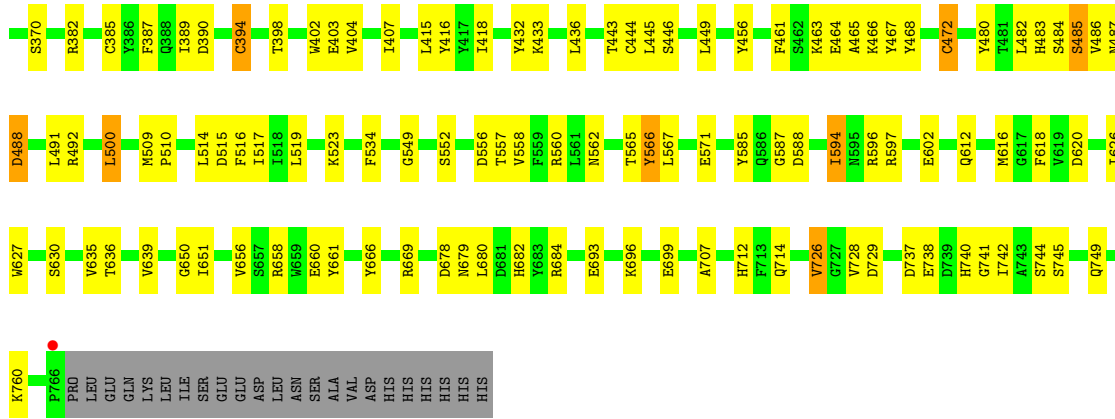 S370 R382 C385 Y386 F387 Q388 I389 D390 C394 T398 W402 E403 V404 I407 L415 Y416 Y417 I418 Y432 K433 L436 T443 C444 L445 S446 L449 Y456 F461 S462 K463 E464 A465 K466 Y467 Y468 C472 Y480 T481 L482 H483 S484 S485 V486 N487
D488 L491 R492 L500 M509 P510 L514 D515 F516 I517 I518 L519 K523 F534 G549 S552 D556 T557 V558 F559 R560 L561 N562 T565 Y566 L567 E571 Y585 Q586 G587 D588 I594 N595 R596 R597 E602 Q612 M616 G617 F618 V619 D620
W627 S630 V635 T636 V639 G650 I651 V656 S657 R658 W659 E660 Y661 Y666 R669 D678 N679 L680 D681 H682 Y683 R684 E693 K696 E699 A707 H712 F713 Q714 V726 G727 V728 D729 D737 E738 D739 H740 G741 I742 A743 S744 S745 Q749
K760 P766 PRO LEU GLU GLN LYS LEU ILE SER GLU GLU ASP LEU ASN SER ALA VAL ASP HIS HIS HIS HIS HIS HIS